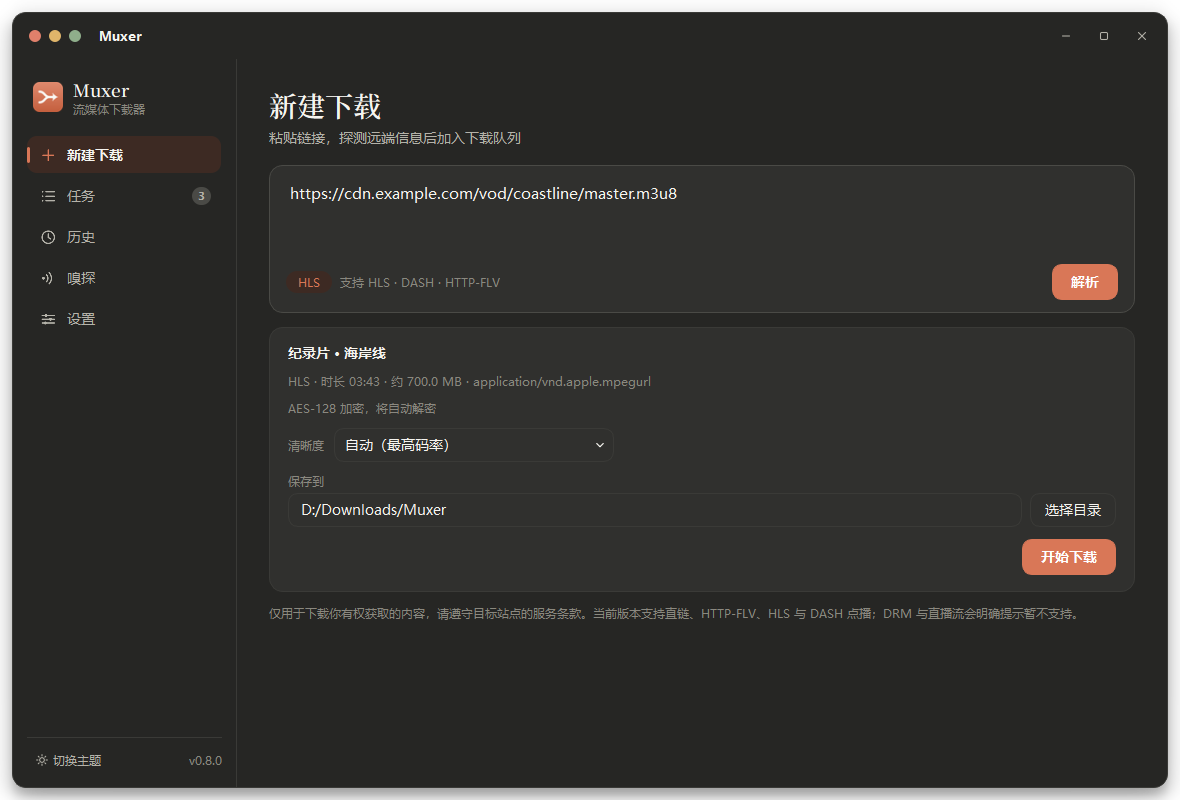 Muxer
Muxer
流媒体下载器
新建下载
任务
3
历史
嗅探
设置
切换主题
v0.8.0
新建下载
粘贴链接，探测远端信息后加入下载队列
https://cdn.example.com/vod/coastline/master.m3u8
HLS
支持 HLS · DASH · HTTP-FLV
解析
纪录片 • 海岸线
HLS · 时长 03:43 · 约 700.0 MB · application/vnd.apple.mpegurl
AES-128 加密，将自动解密
清晰度
自动（最高码率）
保存到
D:/Downloads/Muxer
选择目录
开始下载
仅用于下载你有权获取的内容，请遵守目标站点的服务条款。当前版本支持直链、HTTP-FLV、HLS 与 DASH 点播；DRM 与直播流会明确提示暂不支持。